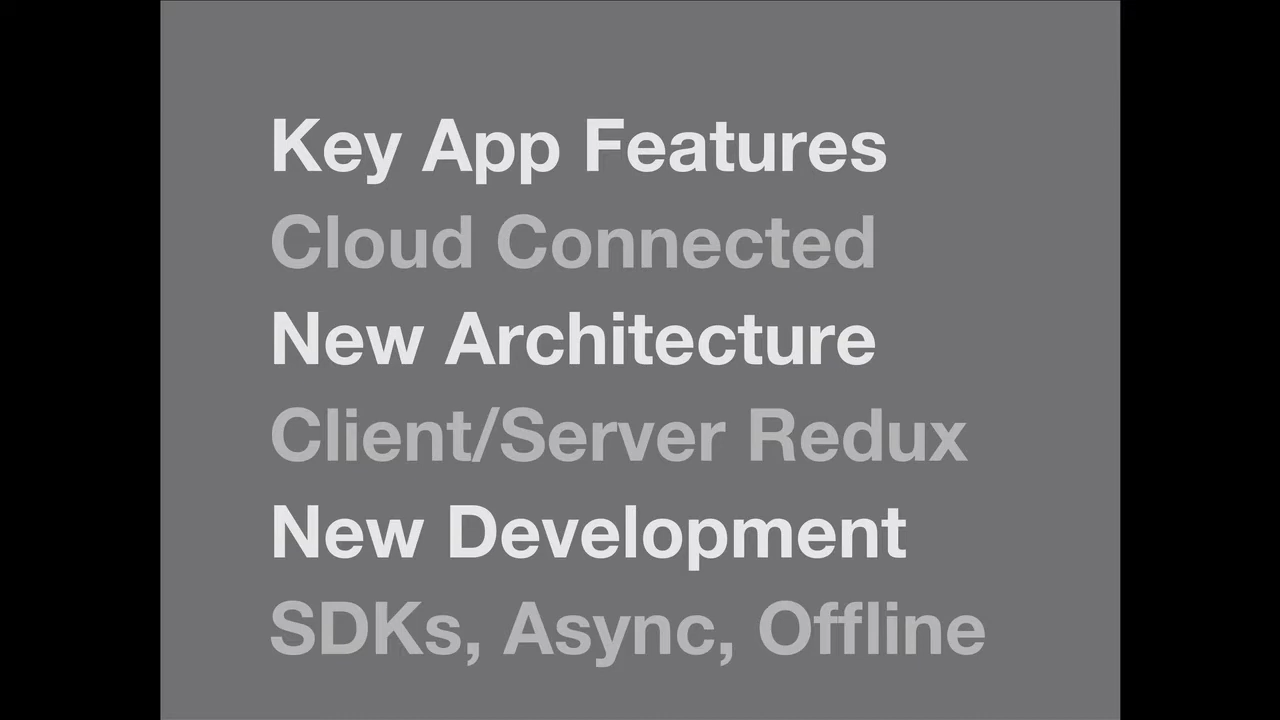 Key App Features
Cloud Connected
New Architecture
Client/Server Redux
New Development
SDKs, Async, Offline